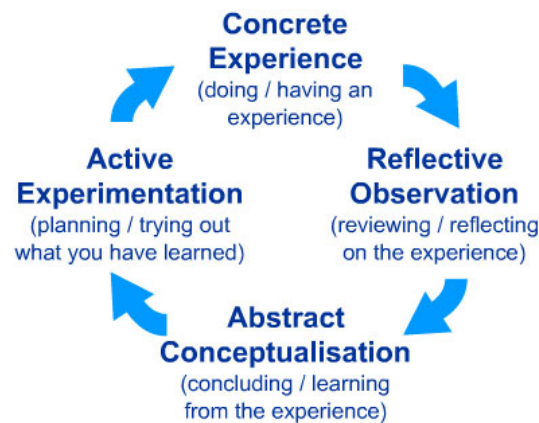 Concrete
Experience
(doing / having an
experience)
Reflective
Observation
(reviewing / reflecting
on the experience)
Abstract
Conceptualisation
(concluding / learning
from the experience)
Active
Experimentation
(planning / trying out
what you have learned)